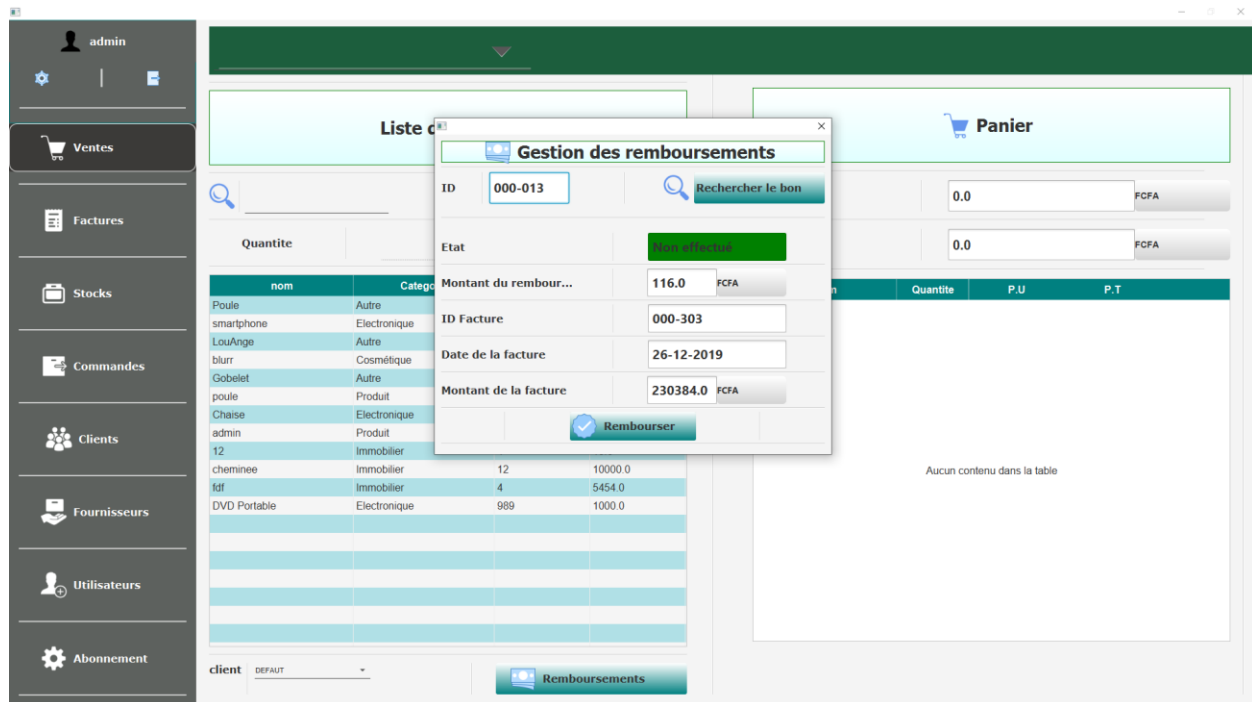 admin
Ventes
Factures
Stocks
Commandes
Clients
Fournisseurs
Utilisateurs
Abonnement
Liste d
Quantite
nom Catego
Poule Autre
smartphone Electronique
LouAnge Autre
blurr Cosmétique
Gobelet Autre
poule Produit
Chaise Electronique
admin Produit
12 Immobilier
cheminee Immobilier 12 10000.0
fdf Immobilier 4 5454.0
DVD Portable Electronique 989 1000.0
client DEFAUT
Remboursements
Gestion des remboursements
ID 000-013 Rechercher le bon
Etat Non effectué
Montant du rembour... 116.0 FCFA
ID Facture 000-303
Date de la facture 26-12-2019
Montant de la facture 230384.0 FCFA
Rembourser
Panier
0.0 FCFA
0.0 FCFA
n Quantite P.U P.T
Aucun contenu dans la table